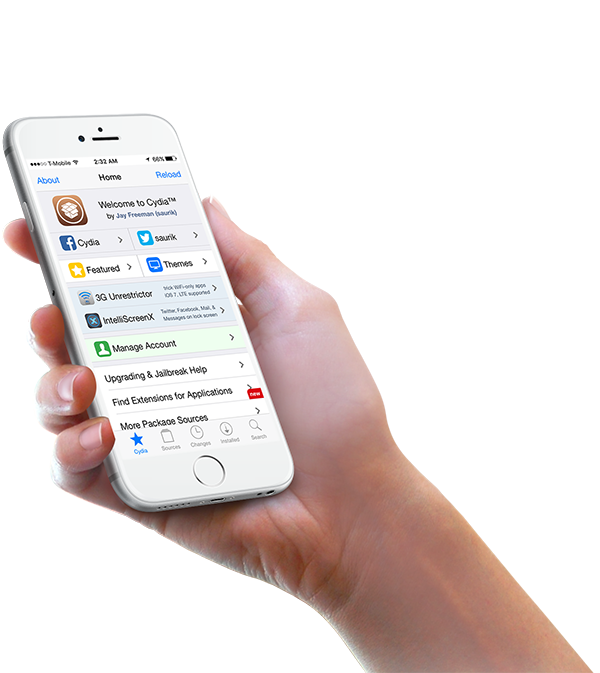 T-Mobile 2:32 AM 66%
About Home Reload
Welcome to Cydia™
by Jay Freeman (saurik)
Cydia saurik
Featured Themes
3G Unrestrictor trick WiFi-only apps
iOS 7, LTE supported
IntelliScreenX Twitter, Facebook, Mail, &
Messages on lock screen
Manage Account
Upgrading & Jailbreak Help
Find Extensions for Applications
new
More Package Sources
Cydia Sources Changes Installed Search